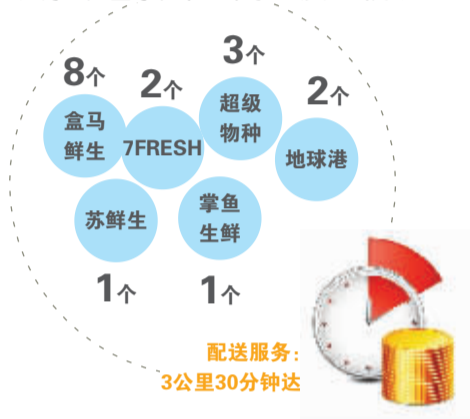 8个
2个
3个
2个
盒马
鲜生
7FRESH
超级
物种
地球港
苏鲜生
掌鱼
生鲜
1个
1个
配送服务:
3公里30分钟达